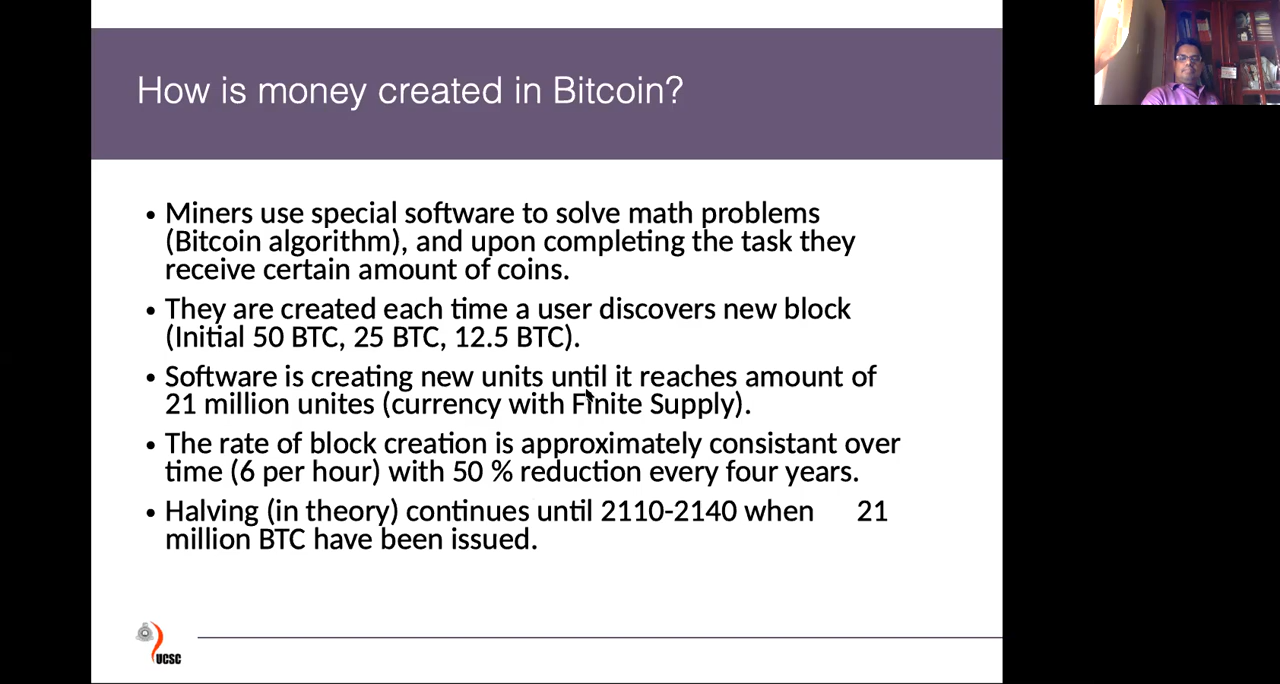 How is money created in Bitcoin?
• Miners use special software to solve math problems
(Bitcoin algorithm), and upon completing the task they
receive certain amount of coins.
• They are created each time a user discovers new block
(Initial 50 BTC, 25 BTC, 12.5 BTC).
• Software is creating new units until it reaches amount of
21 million unites (currency with Finite Supply).
• The rate of block creation is approximately consistant over
time (6 per hour) with 50 % reduction every four years.
• Halving (in theory) continues until 2110-2140 when 21
million BTC have been issued.
UCSC